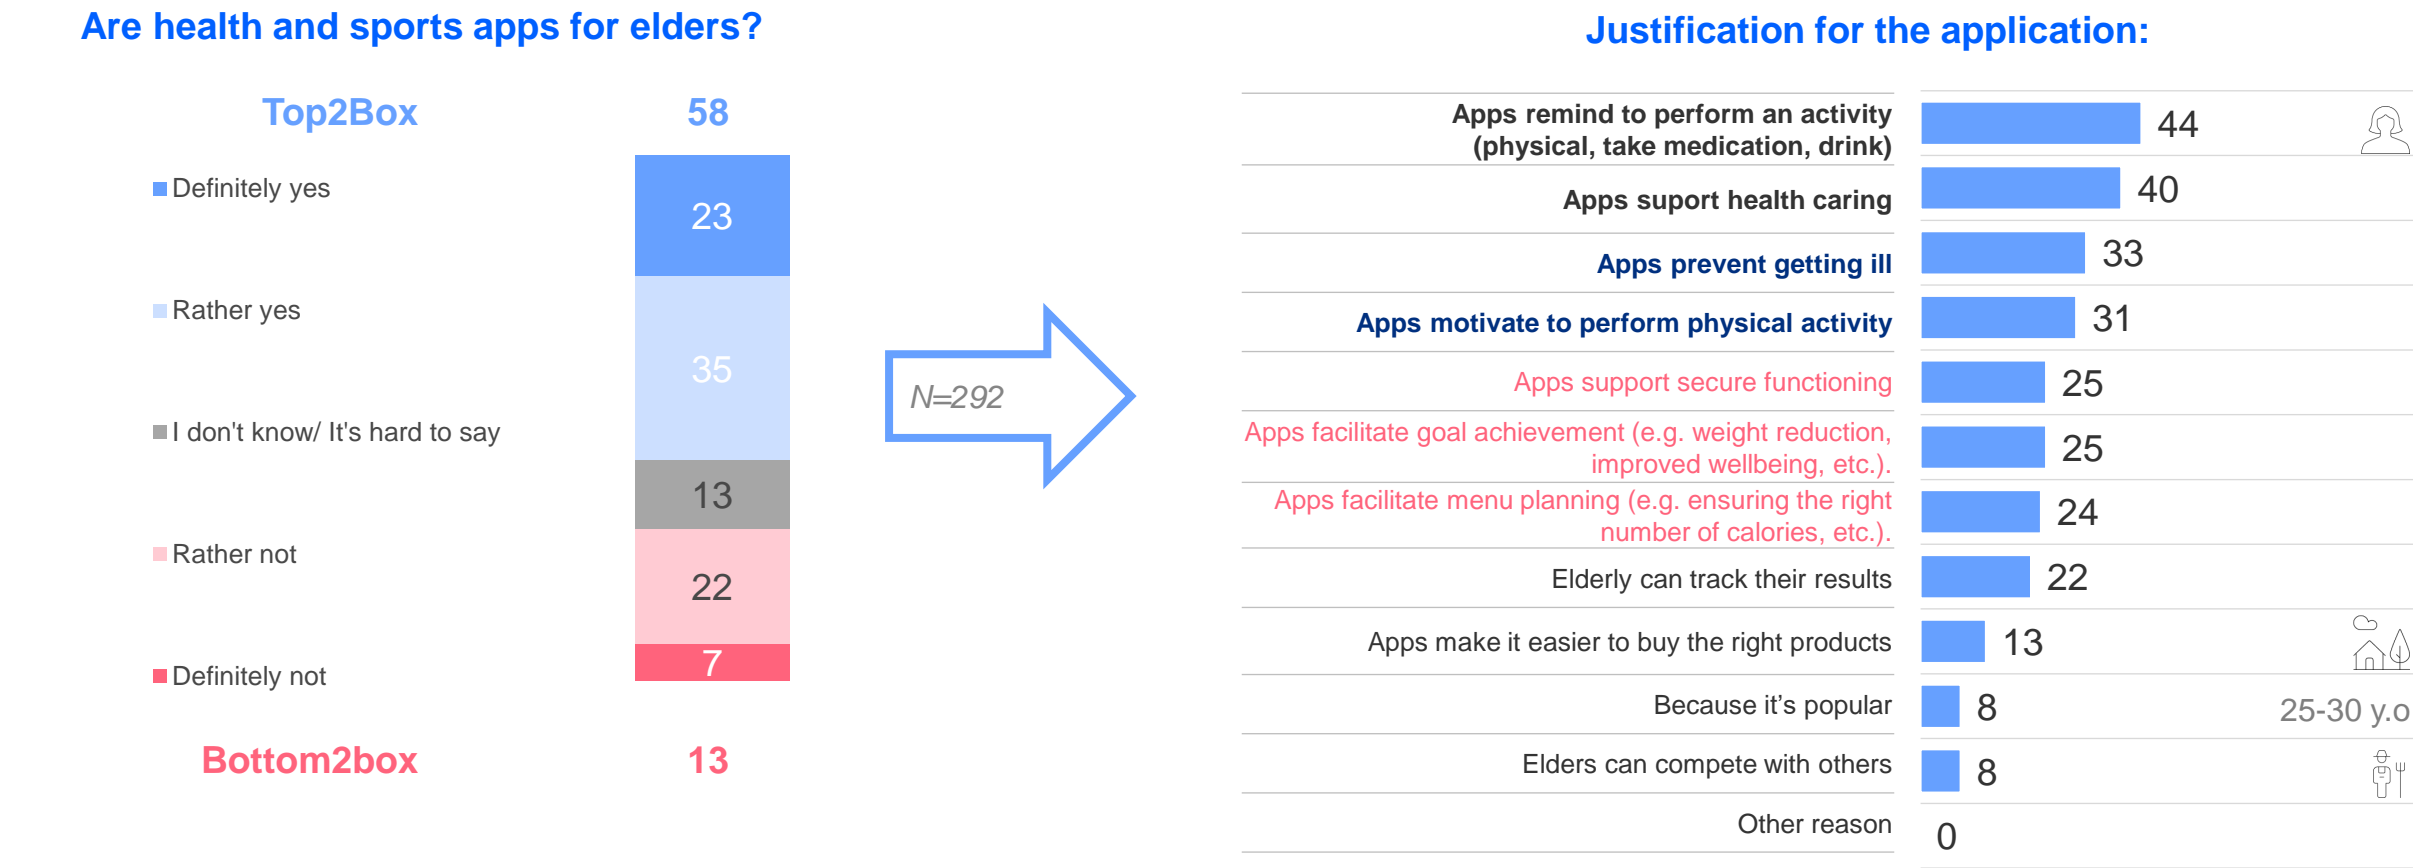 Are health and sports apps for elders?
Top2Box 58
Definitely yes
23
Rather yes
35
I don't know/ It's hard to say
13
Rather not
22
Definitely not
7
Bottom2box 13
N=292
Justification for the application:
Apps remind to perform an activity
(physical, take medication, drink)
44
Apps suport health caring
40
Apps prevent getting ill
33
Apps motivate to perform physical activity
31
Apps support secure functioning
25
Apps facilitate goal achievement (e.g. weight reduction,
improved wellbeing, etc.).
25
Apps facilitate menu planning (e.g. ensuring the right
number of calories, etc.).
24
Elderly can track their results
22
Apps make it easier to buy the right products
13
Because it’s popular
8
25-30 y.o
Elders can compete with others
8
Other reason
0